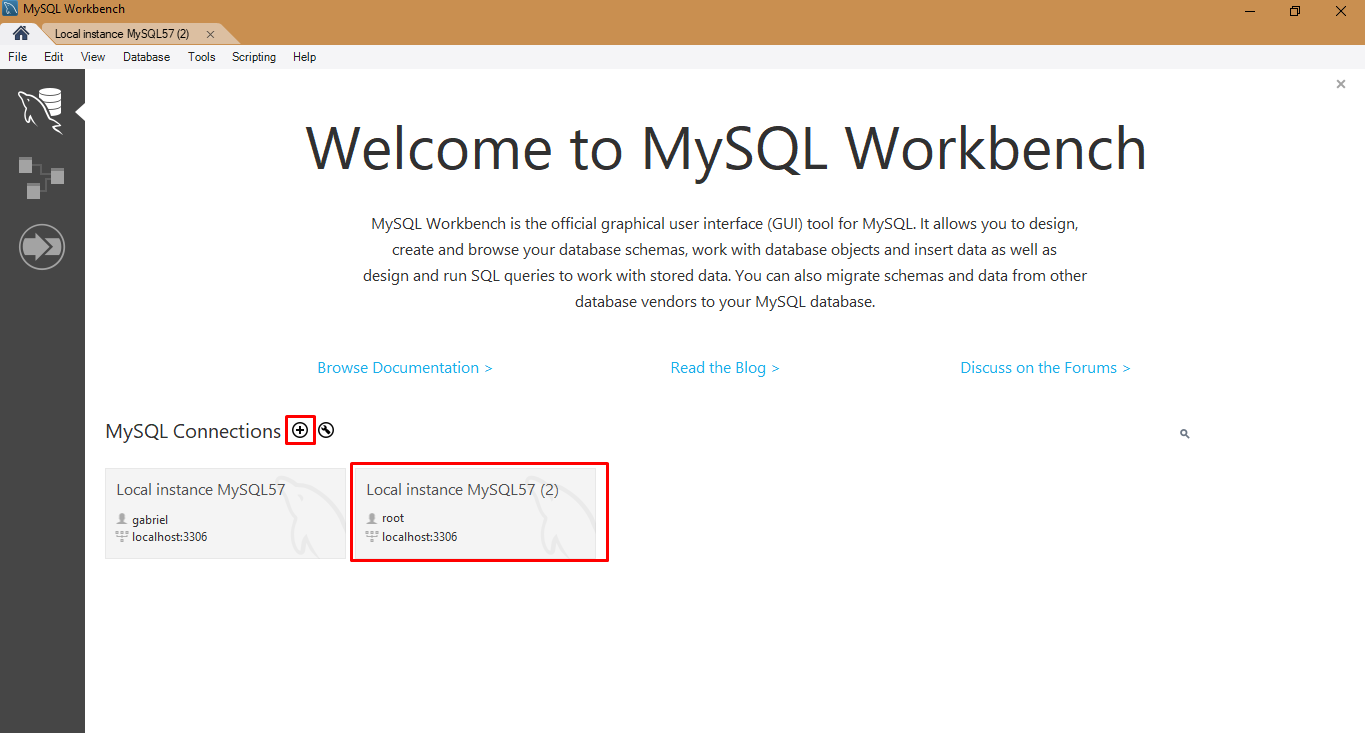 MySQL Workbench
Local instance MySQL57 (2)
File Edit View Database Tools Scripting Help
Welcome to MySQL Workbench
MySQL Workbench is the official graphical user interface (GUI) tool for MySQL. It allows you to design,
create and browse your database schemas, work with database objects and insert data as well as
design and run SQL queries to work with stored data. You can also migrate schemas and data from other
database vendors to your MySQL database.
Browse Documentation > Read the Blog > Discuss on the Forums >
MySQL Connections
Local instance MySQL57
gabriel
localhost:3306
Local instance MySQL57 (2)
root
localhost:3306